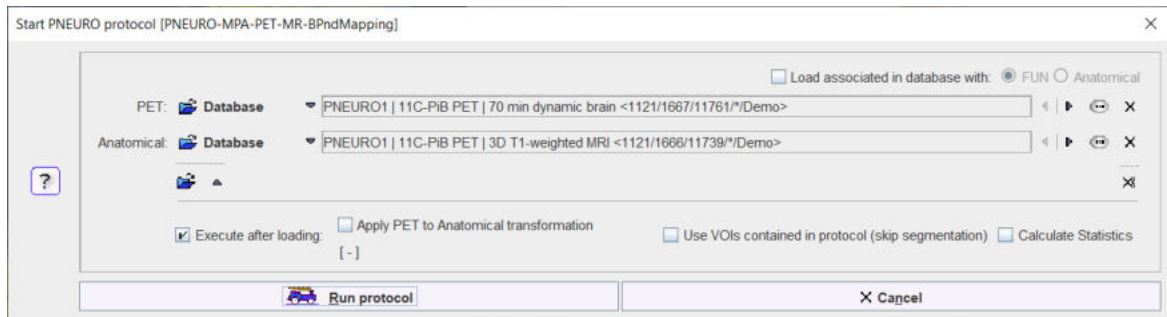 Start PNEURO protocol [PNEURO-MPA-PET-MR-BPndMapping]
Load associated in database with: FUN Anatomical
PET: Database PNEURO1 | 11C-PiB PET | 70 min dynamic brain <1121/1667/11761/*/Demo>
Anatomical: Database PNEURO1 | 11C-PiB PET | 3D T1-weighted MRI <1121/1666/11739/*/Demo>
?
Execute after loading: Apply PET to Anatomical transformation Use VOIs contained in protocol (skip segmentation) Calculate Statistics
[ - ]
Run protocol Cancel